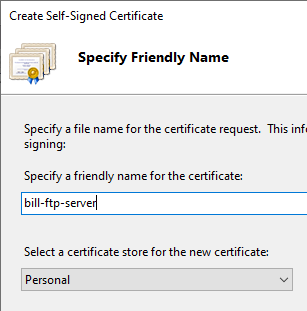 Create Self-Signed Certificate
Specify Friendly Name
Specify a file name for the certificate request. This
signing:
Specify a friendly name for the certificate:
bill-ftp-server
Select a certificate store for the new certificate:
Personal